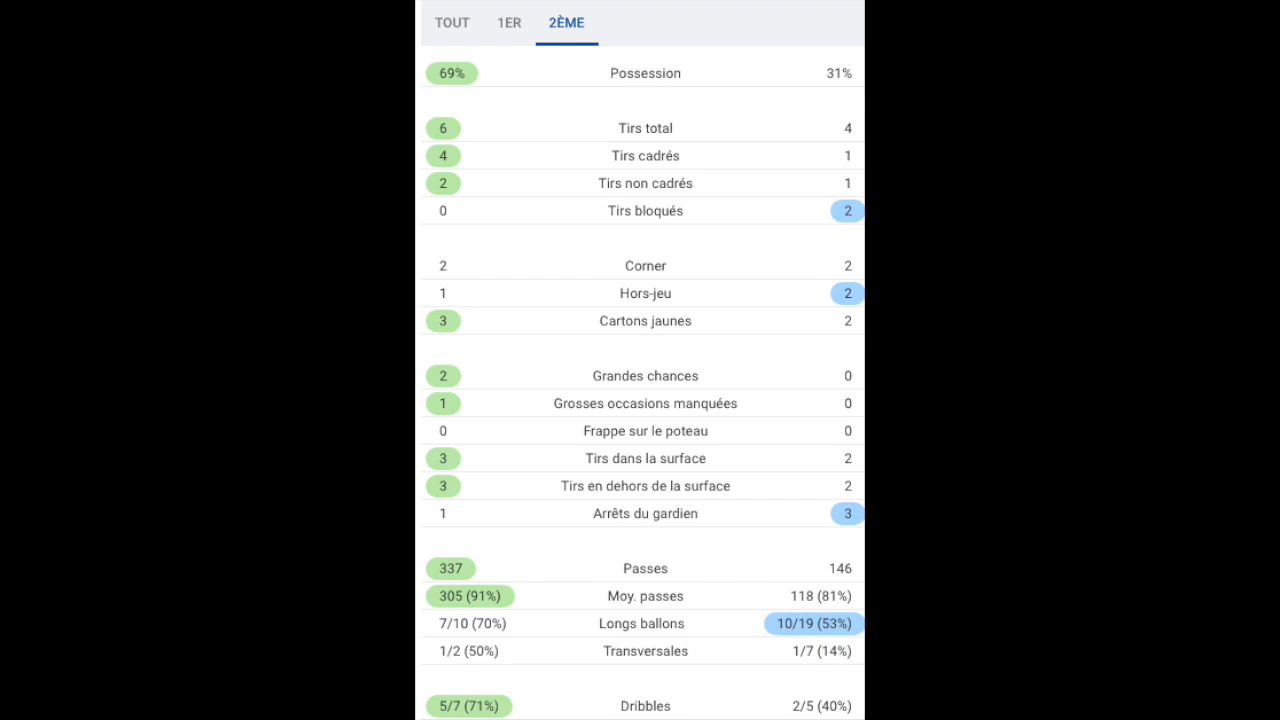 TOUT 1ER 2ÈME
69% Possession 31%
6 Tirs total 4
4 Tirs cadrés 1
2 Tirs non cadrés 1
0 Tirs bloqués 2
2 Corner 2
1 Hors-jeu 2
3 Cartons jaunes 2
2 Grandes chances 0
1 Grosses occasions manquées 0
0 Frappe sur le poteau 0
3 Tirs dans la surface 2
3 Tirs en dehors de la surface 2
1 Arrêts du gardien 3
337 Passes 146
305 (91%) Moy. passes 118 (81%)
7/10 (70%) Longs ballons 10/19 (53%)
1/2 (50%) Transversales 1/7 (14%)
5/7 (71%) Dribbles 2/5 (40%)